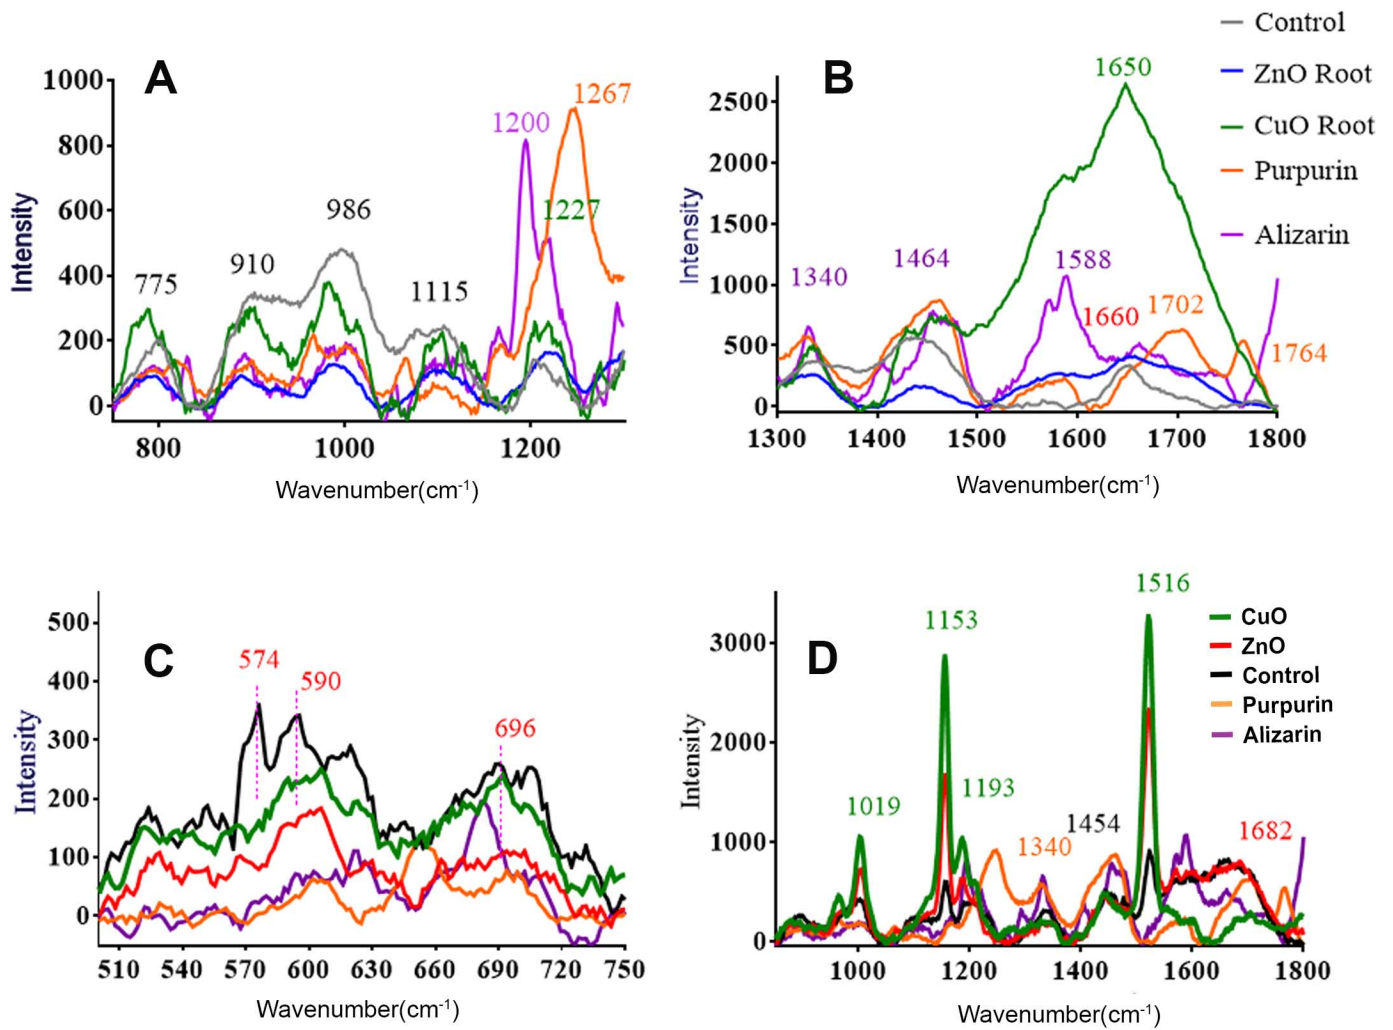 A
1000
800
600
400
200
0
Intensity
775
910
986
1115
1200
1227
1267
800 1000 1200
Wavenumber(cm-1)
B
2500
2000
1500
1000
500
0
Intensity
1340
1464
1588
1650
1660
1702
1764
1300 1400 1500 1600 1700 1800
Wavenumber(cm-1)
Control
ZnO Root
CuO Root
Purpurin
Alizarin
C
500
400
300
200
100
0
Intensity
574
590
696
510 540 570 600 630 660 690 720 750
Wavenumber(cm-1)
D
3000
2000
1000
0
Intensity
1019
1153
1193
1340
1454
1516
1682
1000 1200 1400 1600 1800
Wavenumber(cm-1)
CuO
ZnO
Control
Purpurin
Alizarin